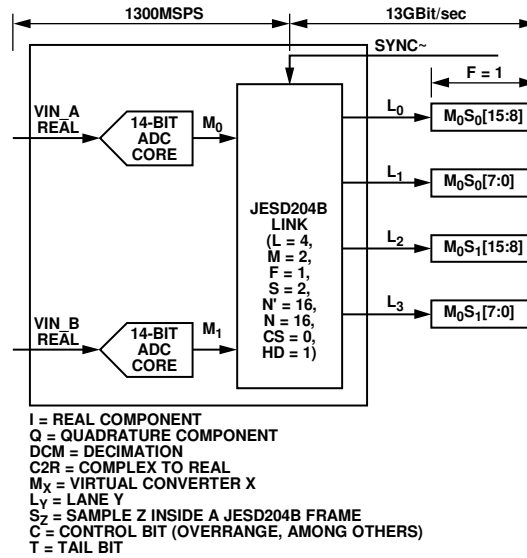 1300MSPS
13GBit/sec
SYNC~
F = 1
VIN_A
REAL
14-BIT
ADC
CORE
M0
L0
M0S0[15:8]
L1
M0S0[7:0]
JESD204B
LINK
(L = 4,
M = 2,
F = 1,
S = 2,
N' = 16,
N = 16,
CS = 0,
HD = 1)
L2
M0S1[15:8]
L3
M0S1[7:0]
VIN_B
REAL
14-BIT
ADC
CORE
M1
I = REAL COMPONENT
Q = QUADRATURE COMPONENT
DCM = DECIMATION
C2R = COMPLEX TO REAL
MX = VIRTUAL CONVERTER X
LY = LANE Y
SZ = SAMPLE Z INSIDE A JESD204B FRAME
C = CONTROL BIT (OVERRANGE, AMONG OTHERS)
T = TAIL BIT